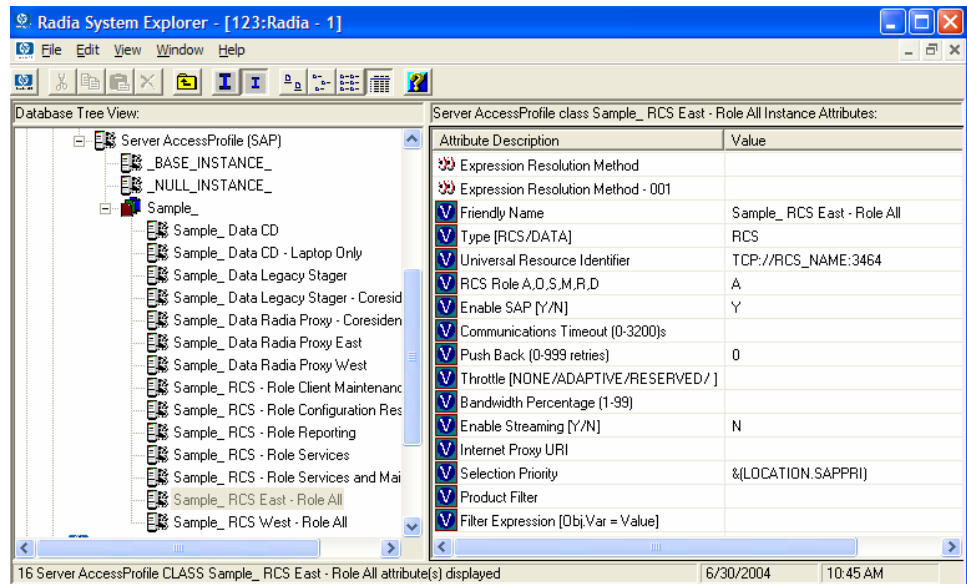 Radia System Explorer - [123:Radia - 1]
File Edit View Window Help
Database Tree View:
Server AccessProfile (SAP)
_BASE_INSTANCE_
_NULL_INSTANCE_
Sample_
Sample_ Data CD
Sample_ Data CD - Laptop Only
Sample_ Data Legacy Stager
Sample_ Data Legacy Stager - Coresid
Sample_ Data Radia Proxy - Coresiden
Sample_ Data Radia Proxy East
Sample_ Data Radia Proxy West
Sample_ RCS - Role Client Maintenanc
Sample_ RCS - Role Configuration Res
Sample_ RCS - Role Reporting
Sample_ RCS - Role Services
Sample_ RCS - Role Services and Mai
Sample_ RCS East - Role All
Sample_ RCS West - Role All
Server AccessProfile class Sample_ RCS East - Role All Instance Attributes:
Attribute Description Value
Expression Resolution Method
Expression Resolution Method - 001
Friendly Name Sample_ RCS East - Role All
Type [RCS/DATA] RCS
Universal Resource Identifier TCP://RCS_NAME:3464
RCS Role A,O,S,M,R,D A
Enable SAP [Y/N] Y
Communications Timeout (0-3200)s
Push Back (0-999 retries) 0
Throttle [NONE/ADAPTIVE/RESERVED/ ]
Bandwidth Percentage (1-99)
Enable Streaming [Y/N] N
Internet Proxy URI
Selection Priority &(LOCATION.SAPPRI)
Product Filter
Filter Expression [Obj.Var = Value]
16 Server AccessProfile CLASS Sample_ RCS East - Role All attribute(s) displayed 6/30/2004 10:45 AM